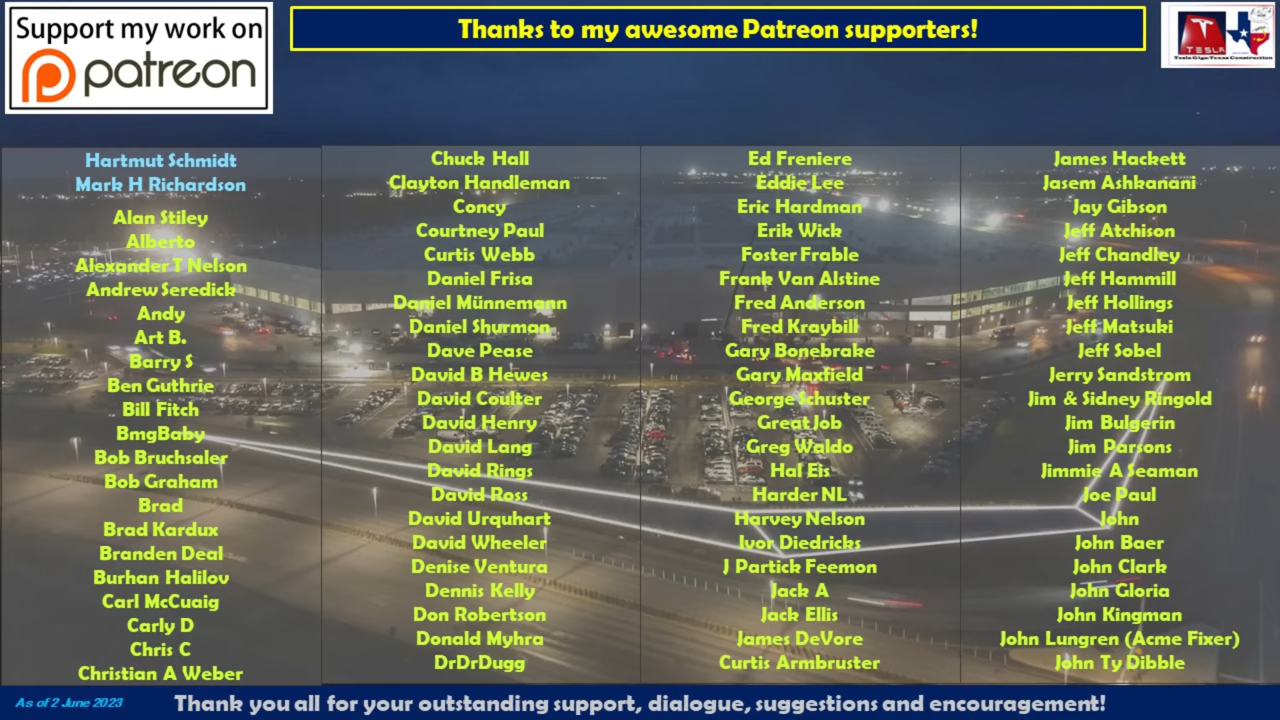 Support my work on
patreon
Thanks to my awesome Patreon supporters!
TESLA
Tesla Giga Texas Construction
Hartmut Schmidt
Mark H Richardson
Alan Stiley
Alberto
Alexander T Nelson
Andrew Seredick
Andy
Art B.
Barry S
Ben Guthrie
Bill Fitch
BmgBaby
Bob Bruchsaler
Bob Graham
Brad
Brad Kardux
Branden Deal
Burhan Halilov
Carl McCuaig
Carly D
Chris C
Christian A Weber
Chuck Hall
Clayton Handleman
Concy
Courtney Paul
Curtis Webb
Daniel Frisa
Daniel Münnemann
Daniel Shurman
Dave Pease
David B Hewes
David Coulter
David Henry
David Lang
David Rings
David Ross
David Urquhart
David Wheeler
Denise Ventura
Dennis Kelly
Don Robertson
Donald Myhra
DrDrDugg
Ed Freniere
Eddie Lee
Eric Hardman
Erik Wick
Foster Frable
Frank Van Alstine
Fred Anderson
Fred Kraybill
Gary Bonebrake
Gary Maxfield
George Schuster
Great Job
Greg Waldo
Hal Eis
Harder NL
Harvey Nelson
Ivor Diedricks
J Partick Feemon
Jack A
Jack Ellis
James DeVore
Curtis Armbruster
James Hackett
Jasem Ashkanani
Jay Gibson
Jeff Atchison
Jeff Chandley
Jeff Hammill
Jeff Hollings
Jeff Matsuki
Jeff Sobel
Jerry Sandstrom
Jim & Sidney Ringold
Jim Bulgerin
Jim Parsons
Jimmie A Seaman
Joe Paul
John
John Baer
John Clark
John Gloria
John Kingman
John Lungren (Acme Fixer)
John Ty Dibble
As of 2 June 2023
Thank you all for your outstanding support, dialogue, suggestions and encouragement!